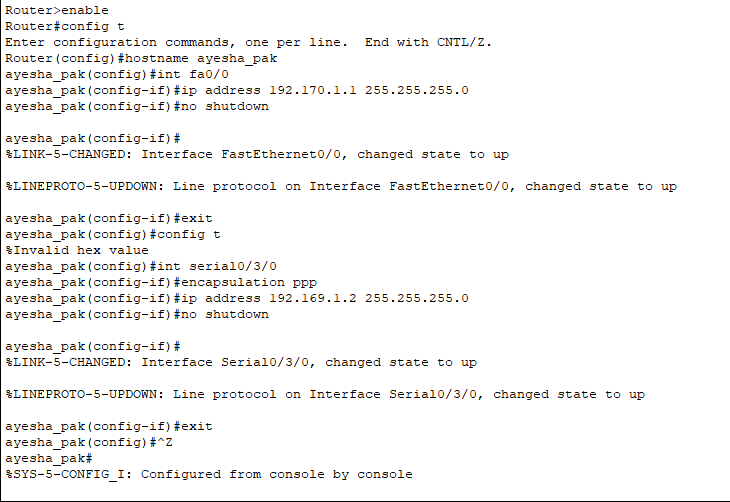 Router>enable
Router#config t
Enter configuration commands, one per line.  End with CNTL/Z.
Router(config)#hostname ayesha_pak
ayesha_pak(config)#int fa0/0
ayesha_pak(config-if)#ip address 192.170.1.1 255.255.255.0
ayesha_pak(config-if)#no shutdown
ayesha_pak(config-if)#
%LINK-5-CHANGED: Interface FastEthernet0/0, changed state to up
%LINEPROTO-5-UPDOWN: Line protocol on Interface FastEthernet0/0, changed state to up
ayesha_pak(config-if)#exit
ayesha_pak(config)#config t
%Invalid hex value
ayesha_pak(config)#int serial0/3/0
ayesha_pak(config-if)#encapsulation ppp
ayesha_pak(config-if)#ip address 192.169.1.2 255.255.255.0
ayesha_pak(config-if)#no shutdown
ayesha_pak(config-if)#
%LINK-5-CHANGED: Interface Serial0/3/0, changed state to up
%LINEPROTO-5-UPDOWN: Line protocol on Interface Serial0/3/0, changed state to up
ayesha_pak(config-if)#exit
ayesha_pak(config)#^Z
ayesha_pak#
%SYS-5-CONFIG_I: Configured from console by console